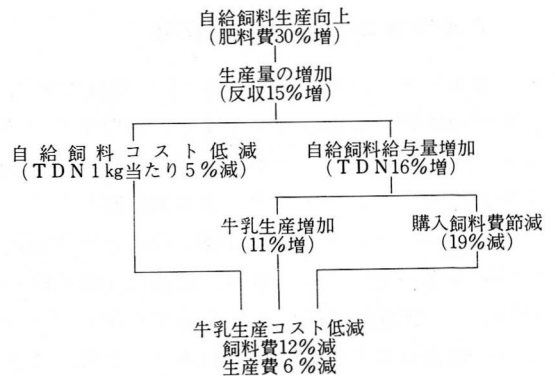 自給飼料生産向上
(肥料費30%増)
生産量の増加
(反収15%増)
自給飼料コスト低減
(TDN1kg当たり5%減)
自給飼料給与量増加
(TDN16%増)
牛乳生産増加
(11%増)
購入飼料費節減
(19%減)
牛乳生産コスト低減
飼料費12%減
生産費6%減